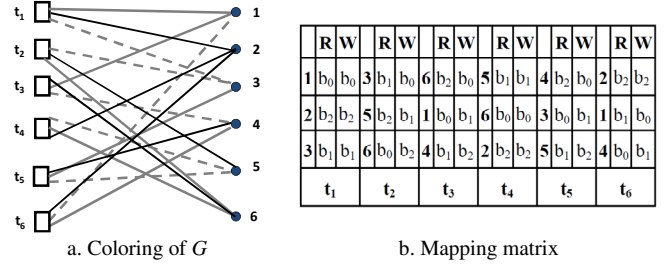 t1 1
t2 2
t3 3
t4 4
t5 5
t6 6
a. Coloring of G
R W R W R W R W R W R W
1 b0 b0 3 b1 b0 6 b2 b0 5 b1 b1 4 b2 b0 2 b2 b2
2 b2 b2 5 b2 b1 1 b0 b1 6 b0 b0 3 b0 b1 1 b1 b0
3 b1 b1 6 b0 b2 4 b1 b2 2 b2 b2 5 b1 b2 4 b0 b1
t1 t2 t3 t4 t5 t6
b. Mapping matrix